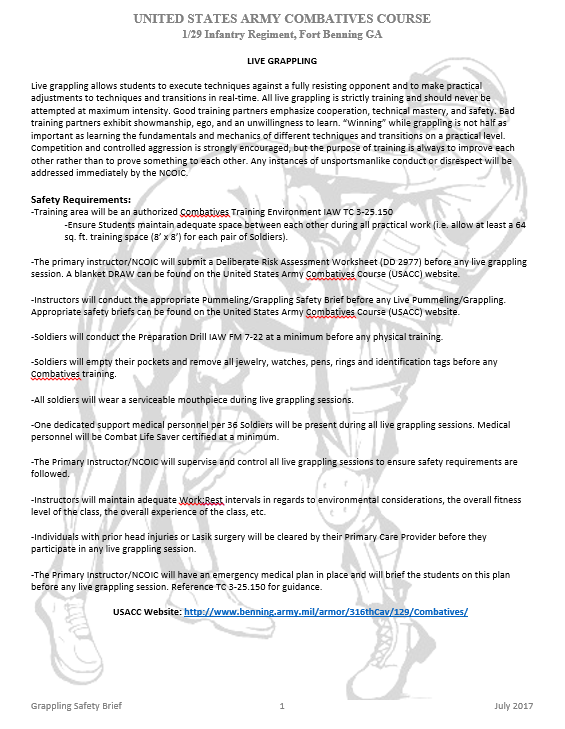 UNITED STATES ARMY COMBATIVES COURSE
1/29 Infantry Regiment, Fort Benning GA
LIVE GRAPPLING
Live grappling allows students to execute techniques against a fully resisting opponent and to make practical
adjustments to techniques and transitions in real-time. All live grappling is strictly training and should never be
attempted at maximum intensity. Good training partners emphasize cooperation, technical mastery, and safety. Bad
training partners exhibit showmanship, ego, and an unwillingness to learn. “Winning” while grappling is not half as
important as learning the fundamentals and mechanics of different techniques and transitions on a practical level.
Competition and controlled aggression is strongly encouraged, but the purpose of training is always to improve each
other rather than to prove something to each other. Any instances of unsportsmanlike conduct or disrespect will be
addressed immediately by the NCOIC.
Safety Requirements:
-Training area will be an authorized Combatives Training Environment IAW TC 3-25.150
-Ensure Students maintain adequate space between each other during all practical work (i.e. allow at least a 64
sq. ft. training space (8’ x 8’) for each pair of Soldiers).
-The primary instructor/NCOIC will submit a Deliberate Risk Assessment Worksheet (DD 2977) before any live grappling
session. A blanket DRAW can be found on the United States Army Combatives Course (USACC) website.
-Instructors will conduct the appropriate Pummeling/Grappling Safety Brief before any Live Pummeling/Grappling.
Appropriate safety briefs can be found on the United States Army Combatives Course (USACC) website.
-Soldiers will conduct the Preparation Drill IAW FM 7-22 at a minimum before any physical training.
-Soldiers will empty their pockets and remove all jewelry, watches, pens, rings and identification tags before any
Combatives training.
-All soldiers will wear a serviceable mouthpiece during live grappling sessions.
-One dedicated support medical personnel per 36 Soldiers will be present during all live grappling sessions. Medical
personnel will be Combat Life Saver certified at a minimum.
-The Primary Instructor/NCOIC will supervise and control all live grappling sessions to ensure safety requirements are
followed.
-Instructors will maintain adequate Work:Rest intervals in regards to environmental considerations, the overall fitness
level of the class, the overall experience of the class, etc.
-Individuals with prior head injuries or Lasik surgery will be cleared by their Primary Care Provider before they
participate in any live grappling session.
-The Primary Instructor/NCOIC will have an emergency medical plan in place and will brief the students on this plan
before any live grappling session. Reference TC 3-25.150 for guidance.
USACC Website: http://www.benning.army.mil/armor/316thCav/129/Combatives/
Grappling Safety Brief 1 July 2017